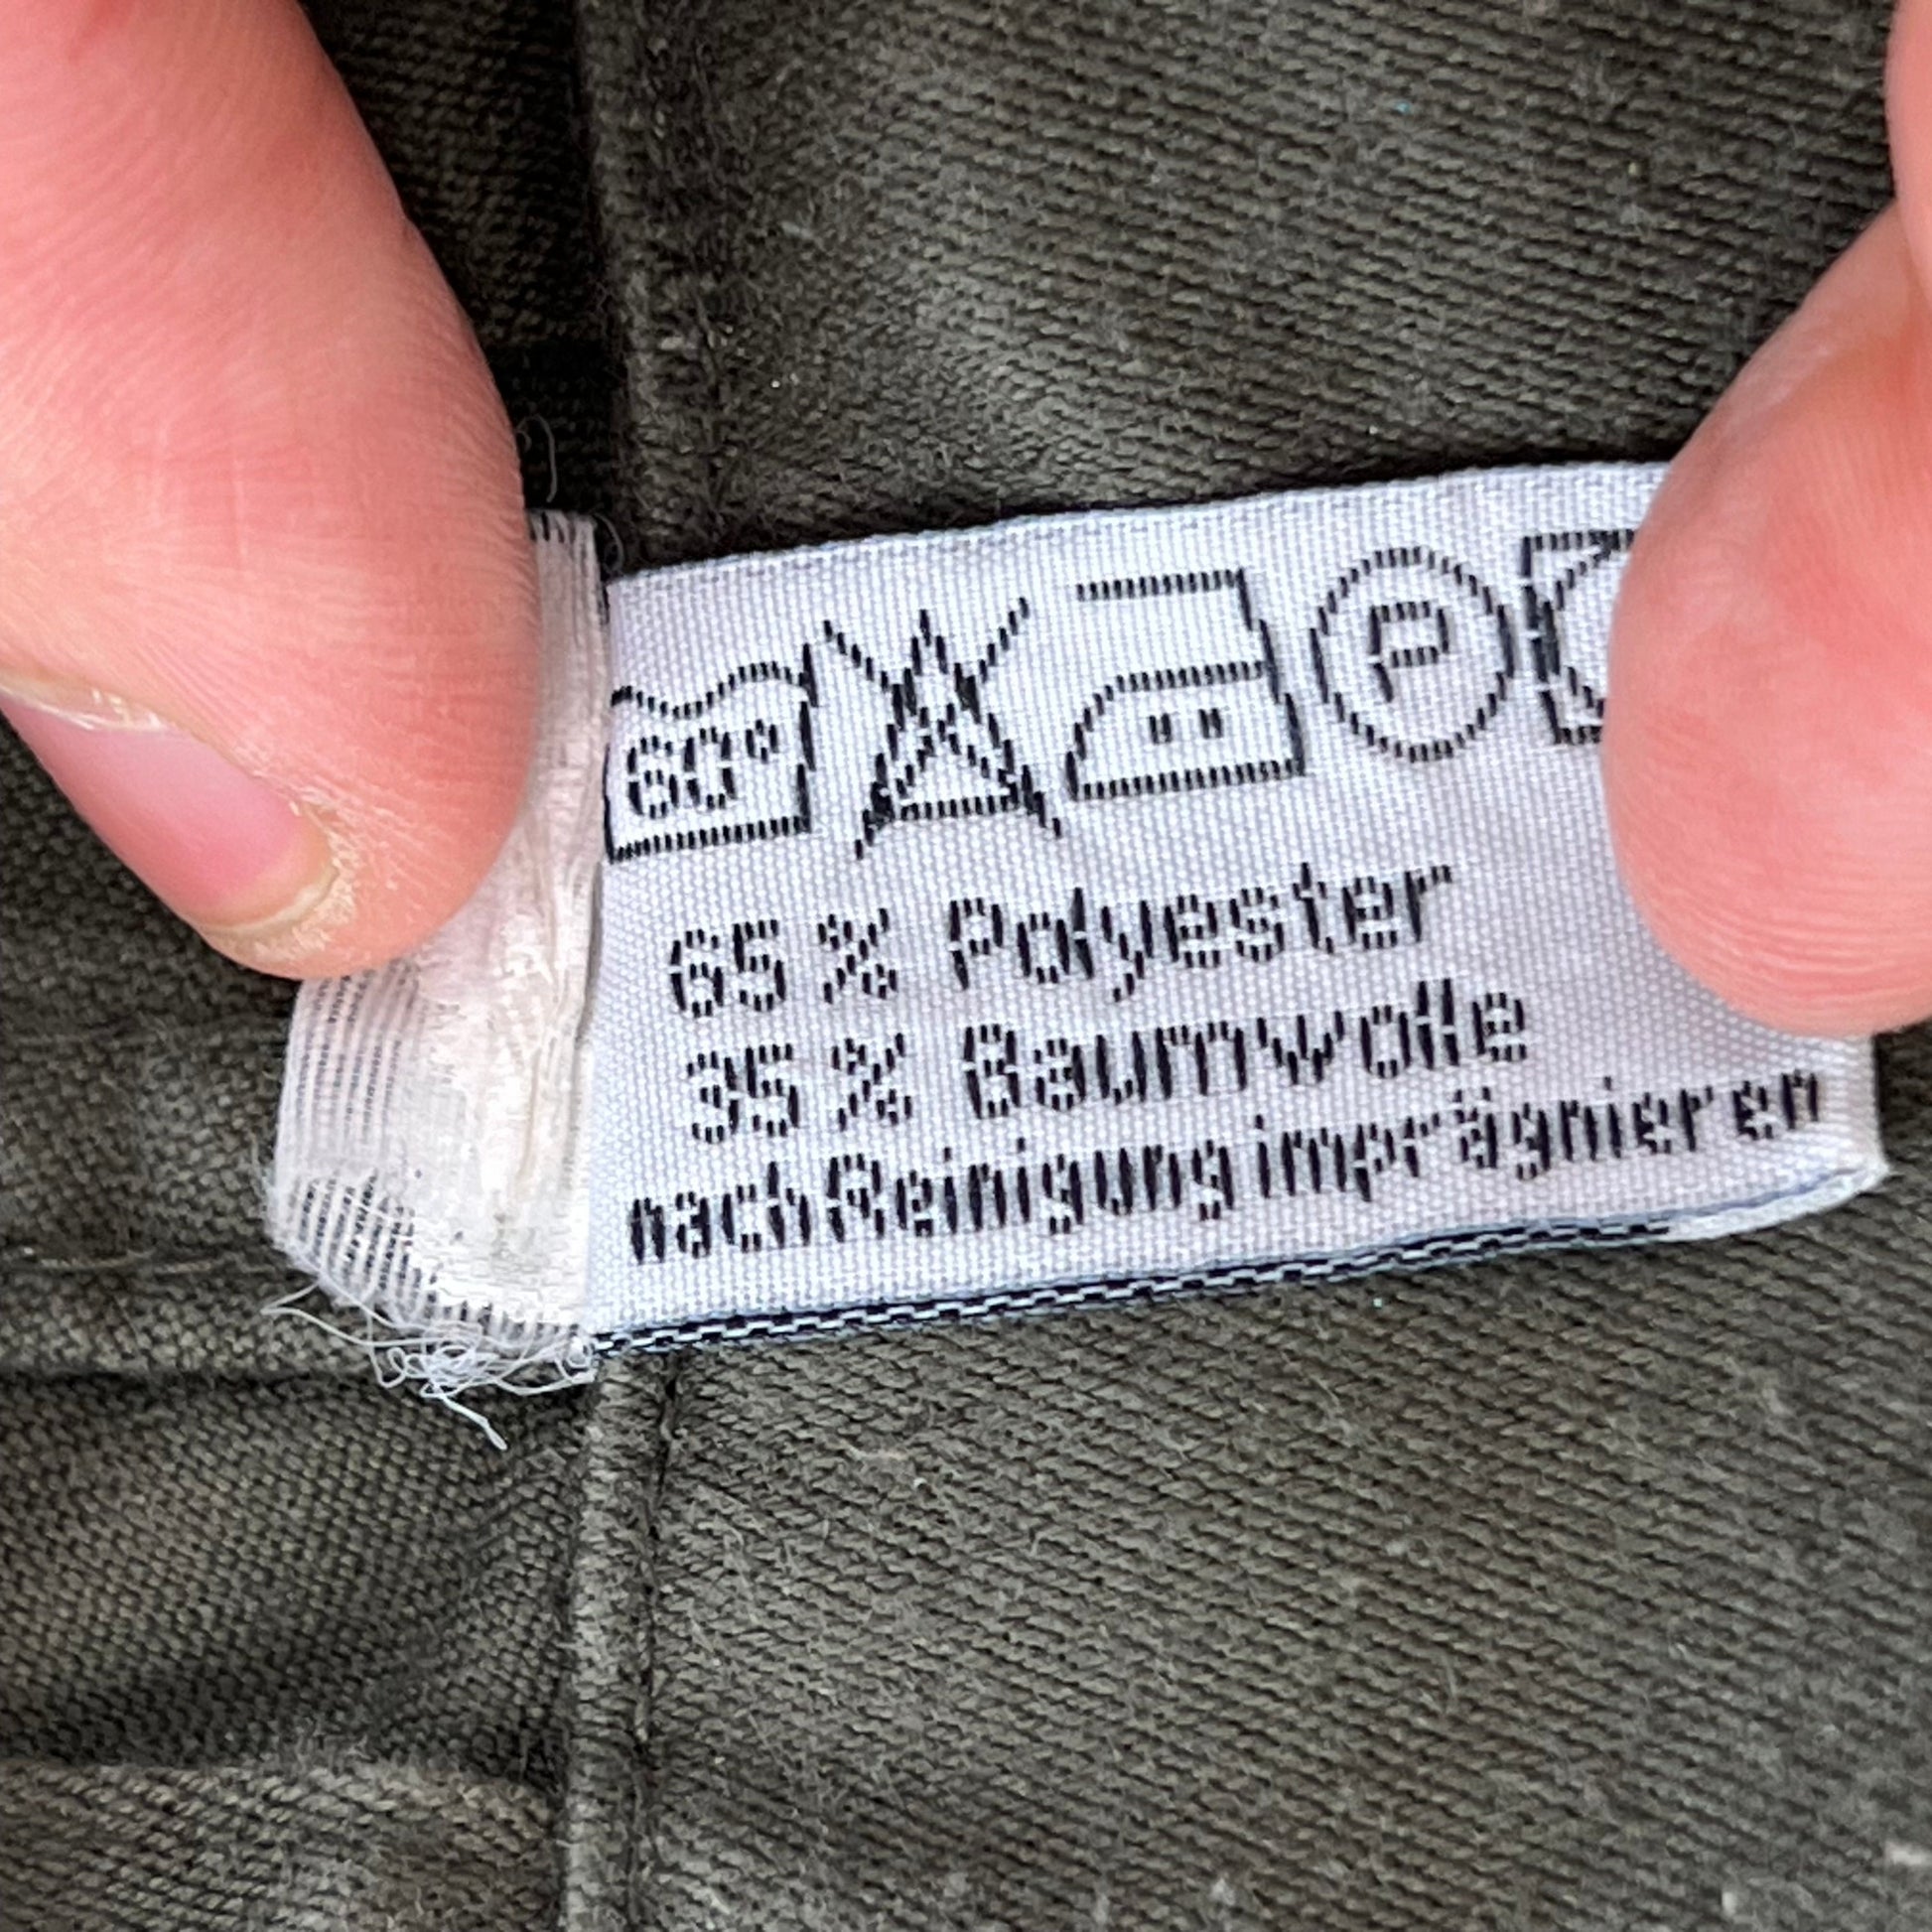 60° P
65% Polyester
35% Baumwolle
nach Reinigung imprägnieren